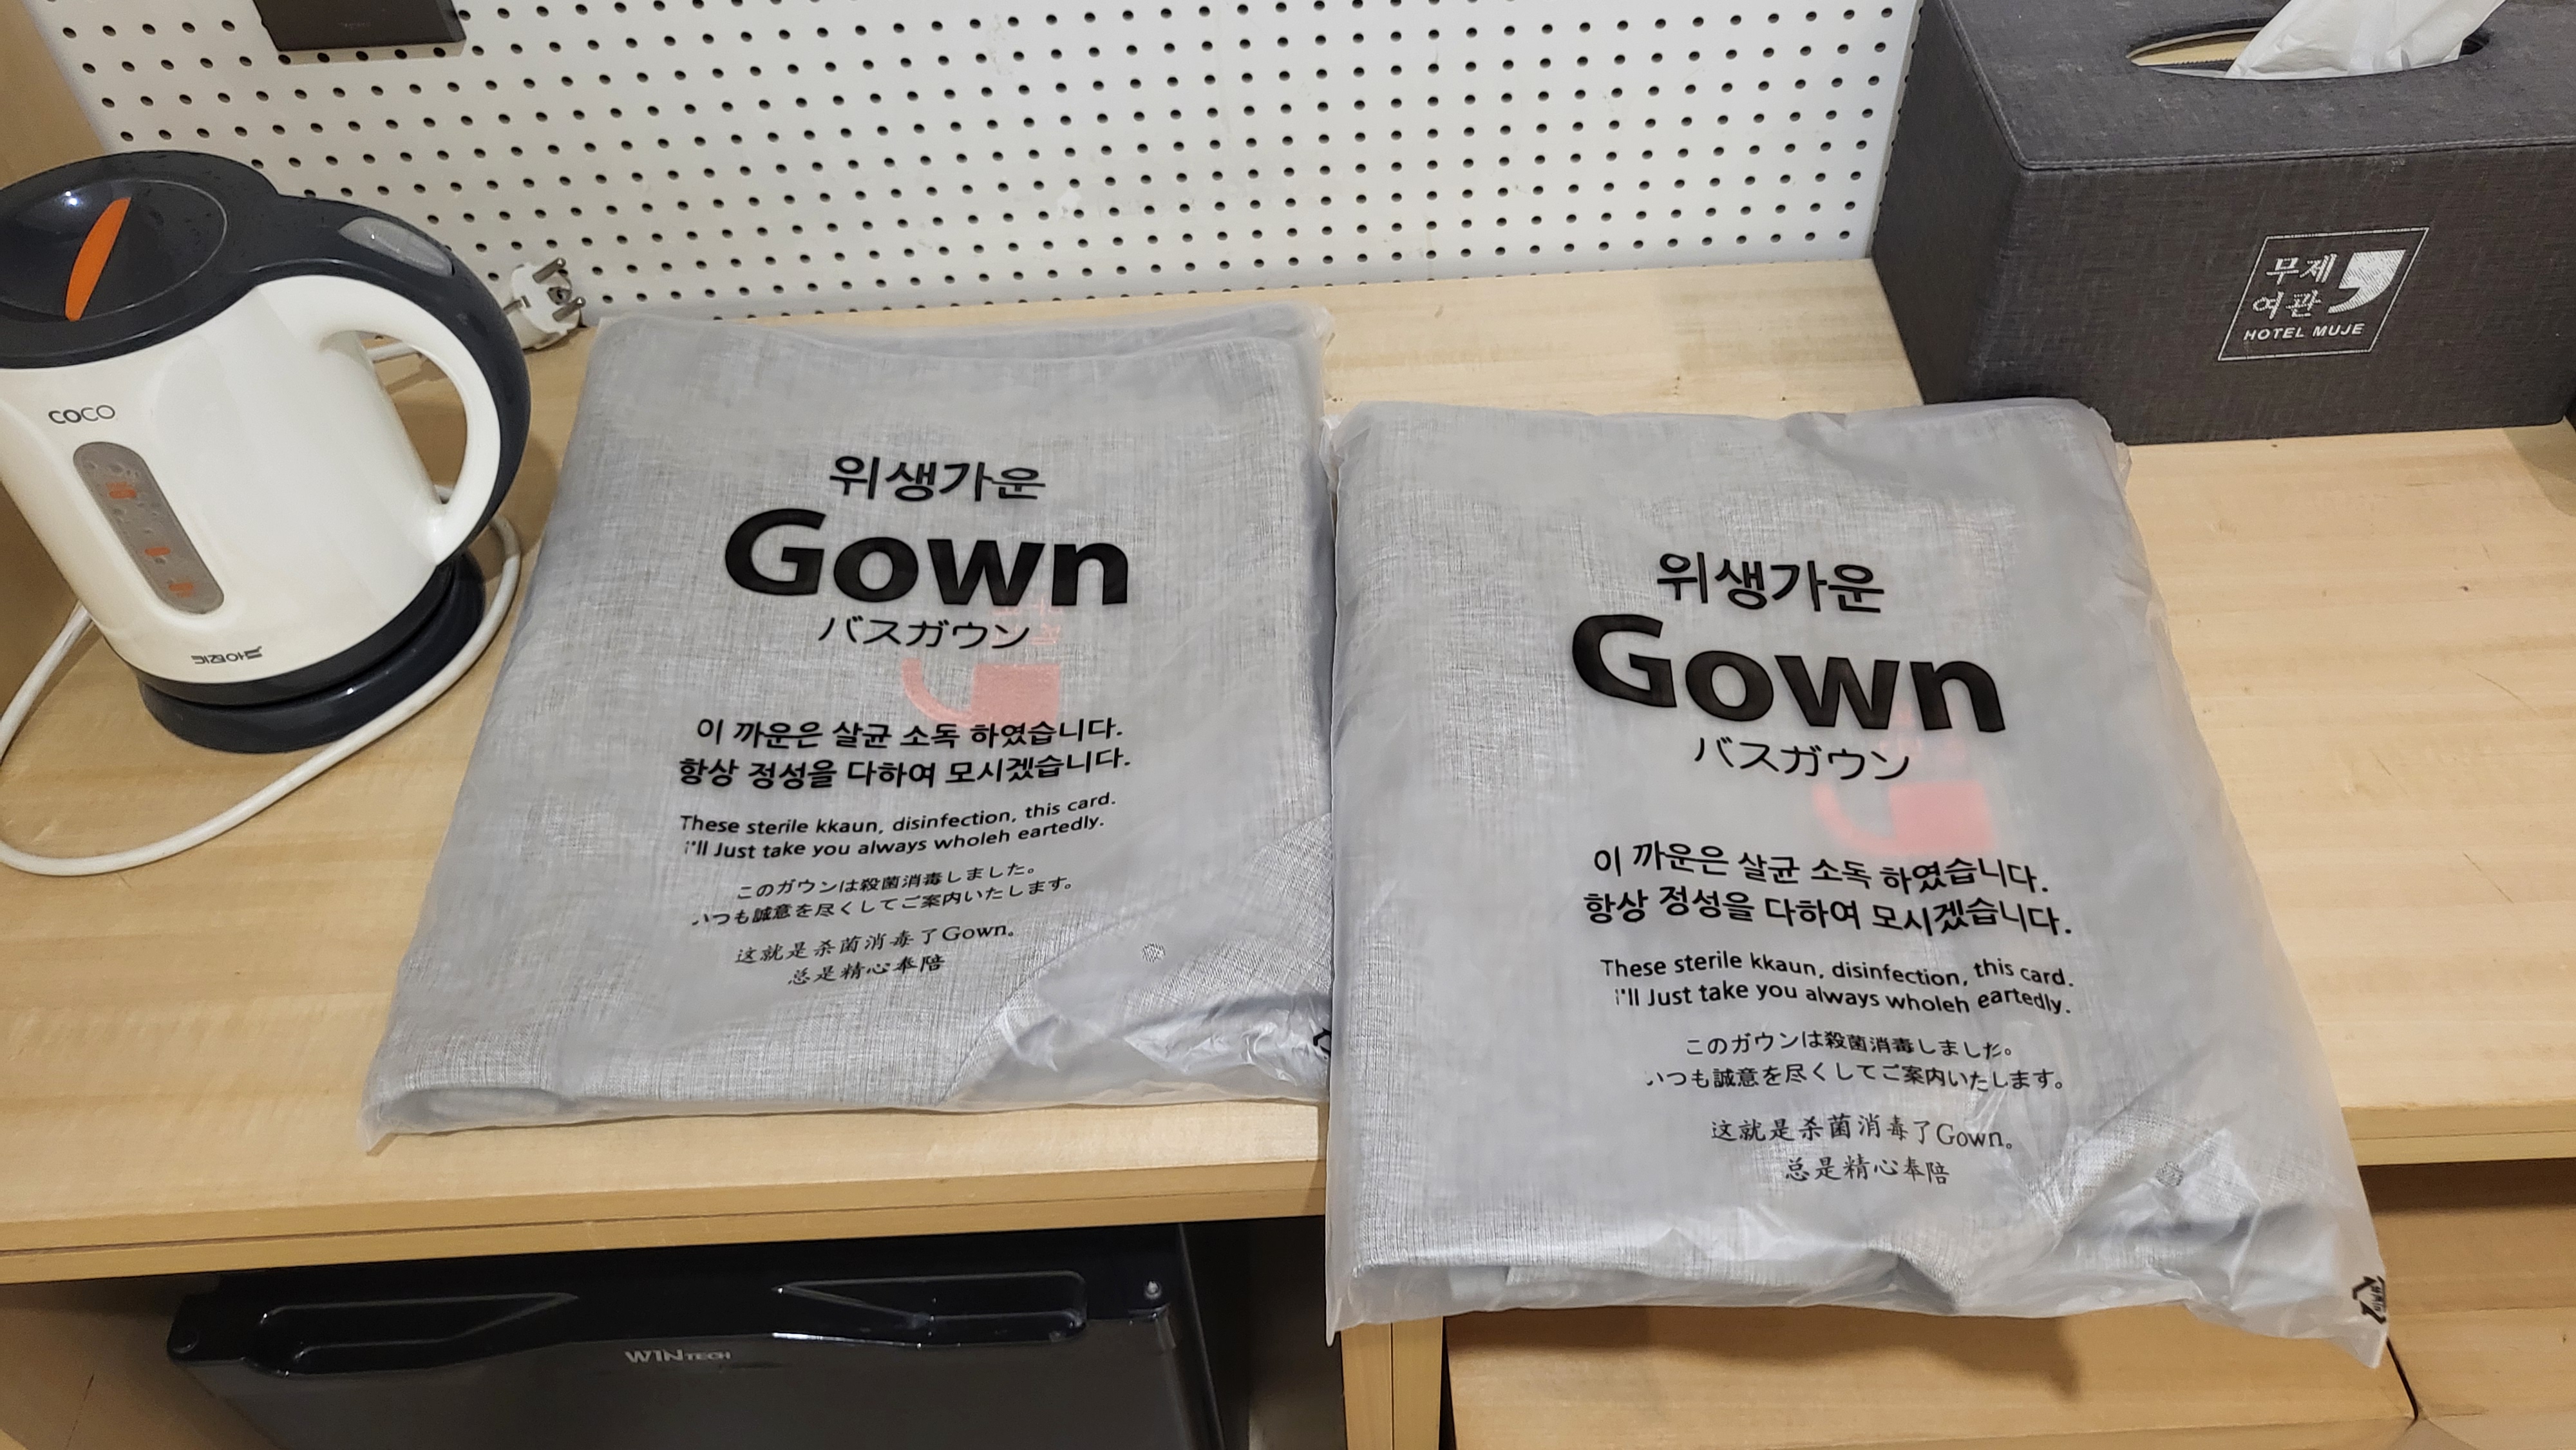 coco
키친아트
위생가운
Gown
バスガウン
이 까운은 살균 소독 하였습니다.
항상 정성을 다하여 모시겠습니다.
These sterile kkaun, disinfection, this card.
i'll Just take you always wholeh eartedly.
このガウンは殺菌消毒しました。
いつも誠意を尽くしてご案内いたします。
这就是杀菌消毒了Gown。
总是精心奉陪
위생가운
Gown
バスガウン
이 까운은 살균 소독 하였습니다.
항상 정성을 다하여 모시겠습니다.
These sterile kkaun, disinfection, this card.
i'll Just take you always wholeh eartedly.
このガウンは殺菌消毒しました。
いつも誠意を尽くしてご案内いたします。
这就是杀菌消毒了Gown。
总是精心奉陪
무제
여관
HOTEL MUJE
WINTECH